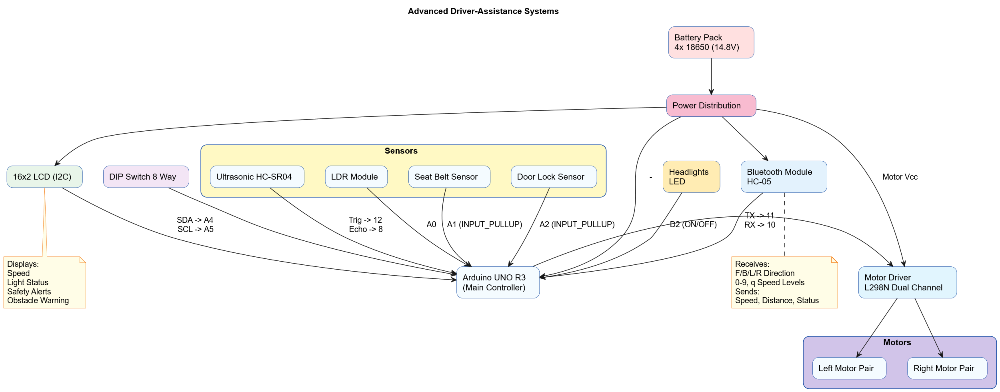 Advanced Driver-Assistance Systems
Battery Pack
4x 18650 (14.8V)
Power Distribution
Sensors
16x2 LCD (I2C)
DIP Switch 8 Way
Ultrasonic HC-SR04
LDR Module
Seat Belt Sensor
Door Lock Sensor
-
Headlights
LED
Bluetooth Module
HC-05
Motor Vcc
SDA -> A4
SCL -> A5
Trig -> 12
Echo -> 8
A0
A1 (INPUT_PULLUP)
A2 (INPUT_PULLUP)
D2 (ON/OFF)
TX -> 11
RX -> 10
Displays:
Speed
Light Status
Safety Alerts
Obstacle Warning
Arduino UNO R3
(Main Controller)
Receives:
F/B/L/R Direction
0-9, q Speed Levels
Sends:
Speed, Distance, Status
Motor Driver
L298N Dual Channel
Motors
Left Motor Pair
Right Motor Pair